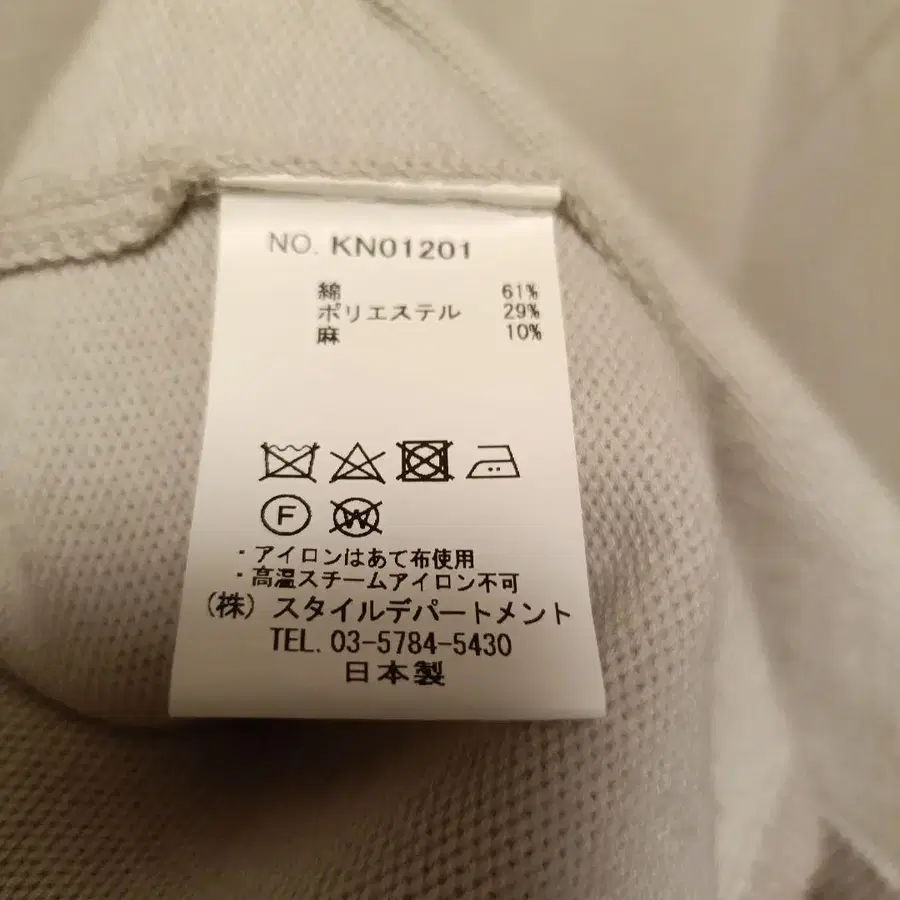 NO. KN01201
綿 61%
ポリエステル 29%
麻 10%
F W
・アイロンはあて布使用
・高温スチームアイロン不可
(株) スタイルデパートメント
TEL. 03-5784-5430
日本製